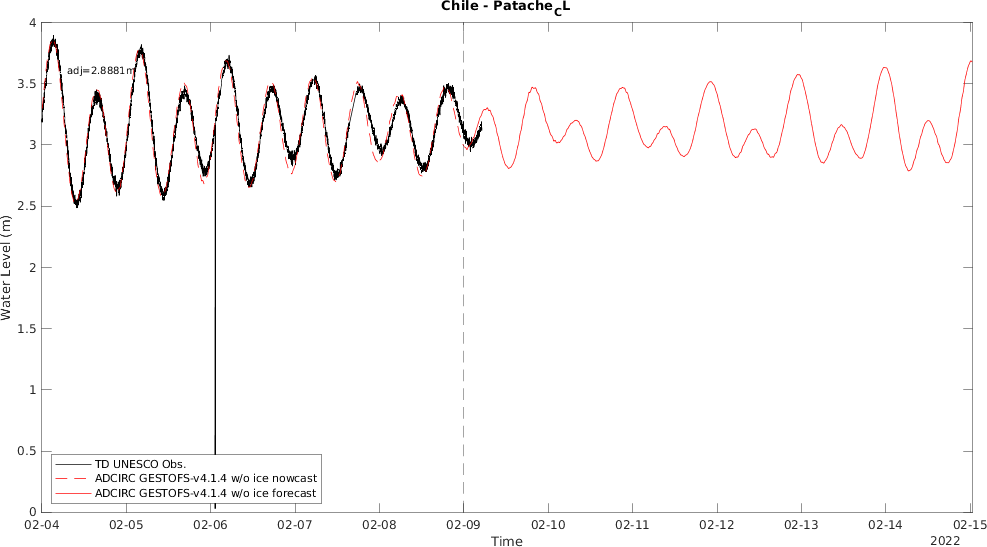 Chile - Patache_CL
4
adj=2.8881m
3.5
3
2.5
2
1.5
1
0.5
0
Water Level (m)
TD UNESCO Obs.
ADCIRC GESTOFS-v4.1.4 w/o ice nowcast
ADCIRC GESTOFS-v4.1.4 w/o ice forecast
02-04 02-05 02-06 02-07 02-08 02-09 02-10 02-11 02-12 02-13 02-14 02-15
Time
2022